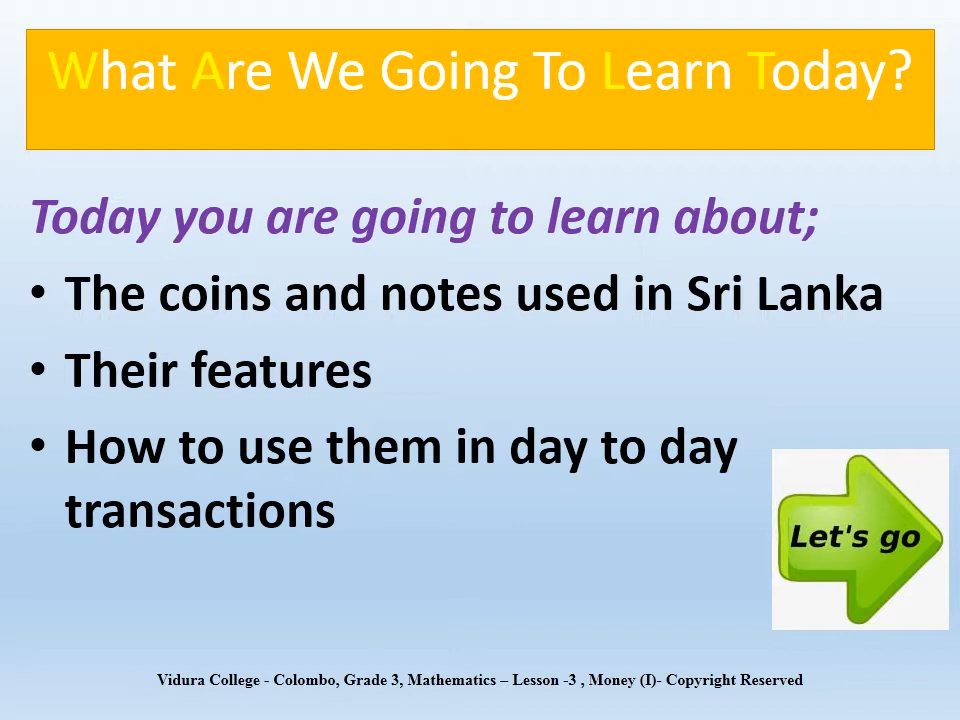 What Are We Going To Learn Today?
Today you are going to learn about;
• The coins and notes used in Sri Lanka
• Their features
• How to use them in day to day
transactions
Let's go
Vidura College - Colombo, Grade 3, Mathematics – Lesson -3 , Money (I)- Copyright Reserved